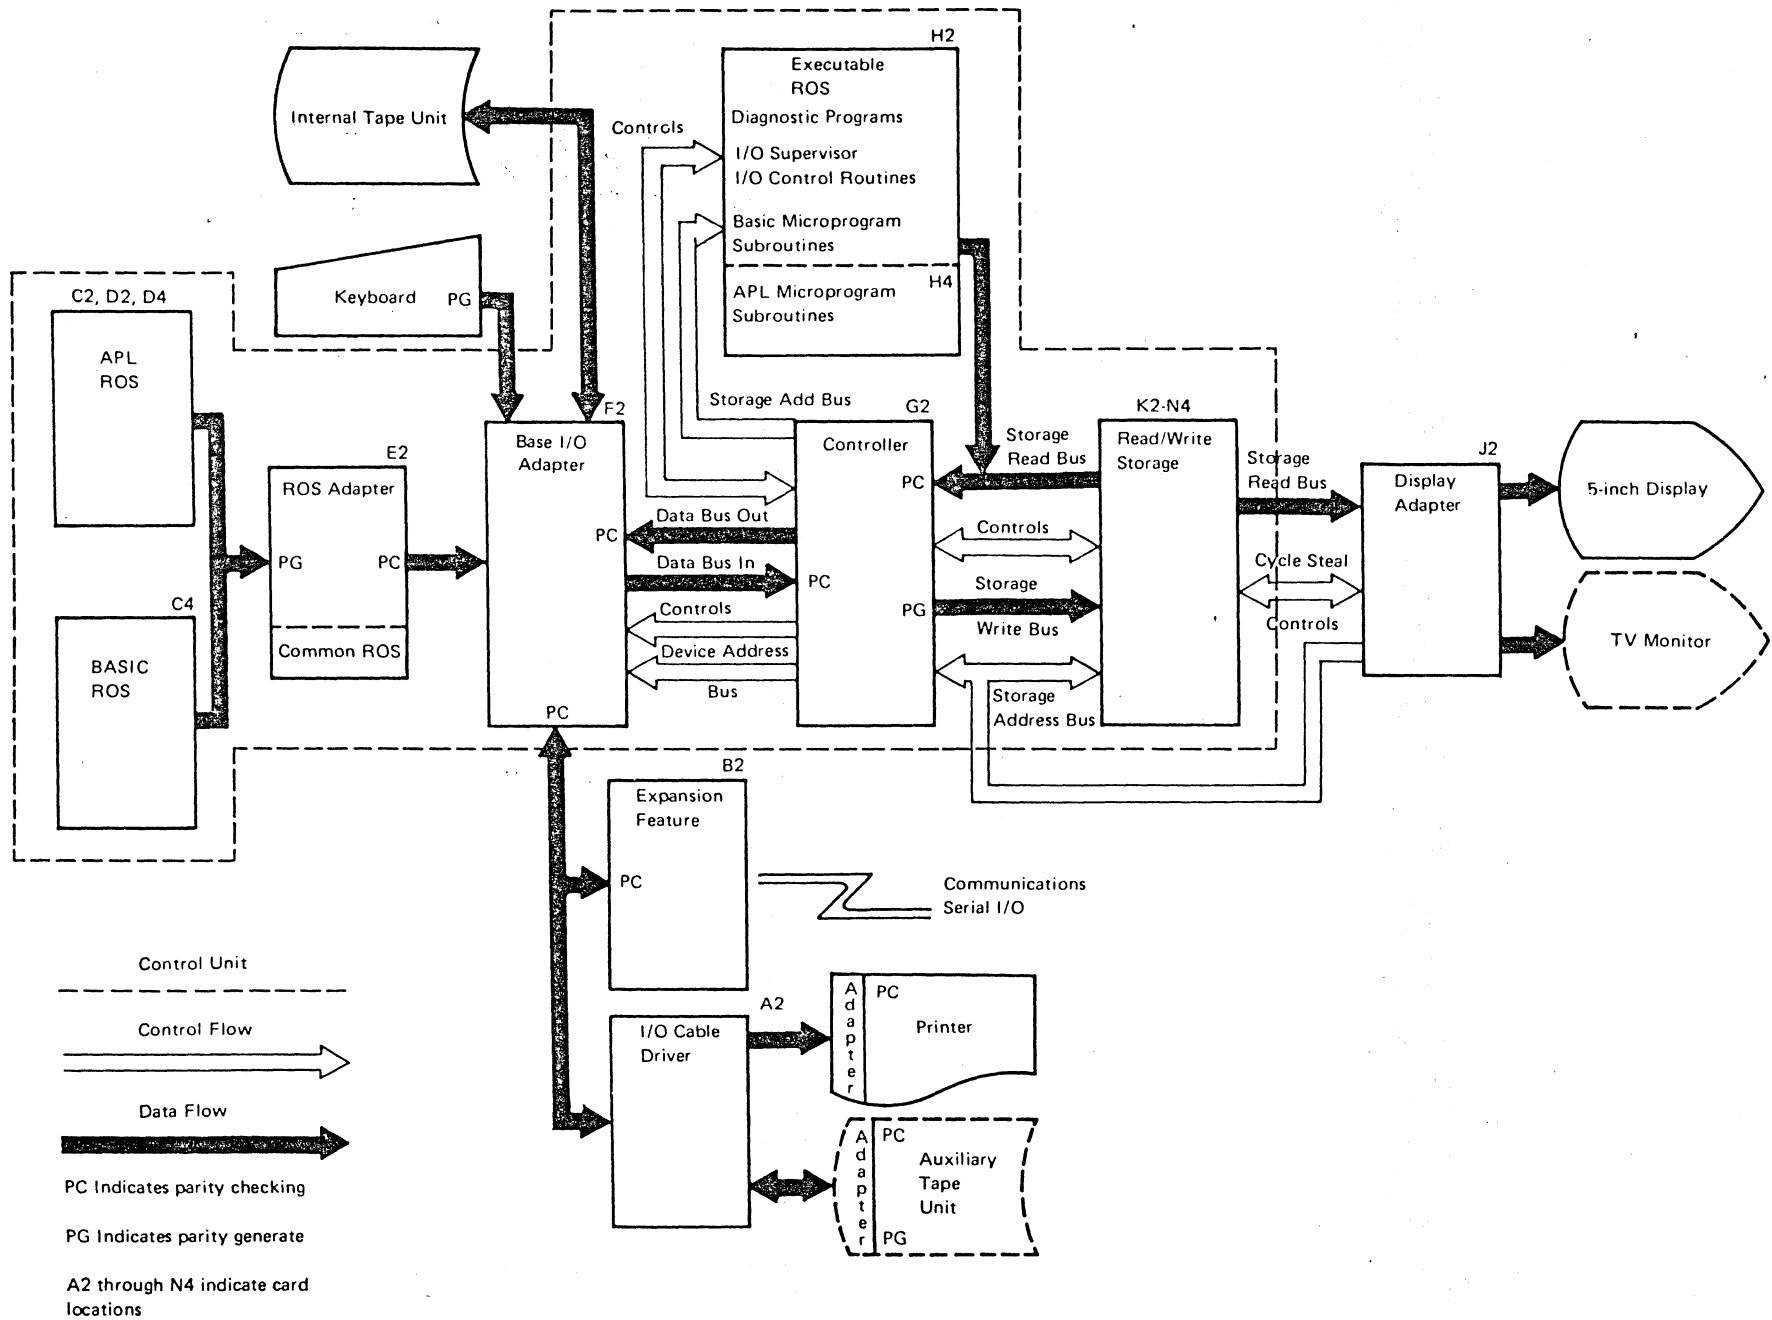 H2
Executable
ROS
Diagnostic Programs
I/O Supervisor
I/O Control Routines
Basic Microprogram
Subroutines
H4
APL Microprogram
Subroutines
Internal Tape Unit
Controls
Keyboard
PG
C2, D2, D4
APL
ROS
C4
BASIC
ROS
E2
ROS Adapter
PG
PC
Common ROS
F2
Base I/O
Adapter
PC
PC
Storage Add Bus
G2
Controller
PC
PC
PG
Data Bus Out
Data Bus In
Controls
Device Address
Bus
Storage
Read Bus
Controls
Storage
Write Bus
Storage
Address Bus
K2-N4
Read/Write
Storage
Storage
Read Bus
Cycle Steal
Controls
J2
Display
Adapter
5-inch Display
TV Monitor
B2
Expansion
Feature
PC
Communications
Serial I/O
A2
I/O Cable
Driver
Adapter
PC
Printer
Adapter
PC
Auxiliary
Tape
Unit
PG
Control Unit
Control Flow
Data Flow
PC Indicates parity checking
PG Indicates parity generate
A2 through N4 indicate card
locations